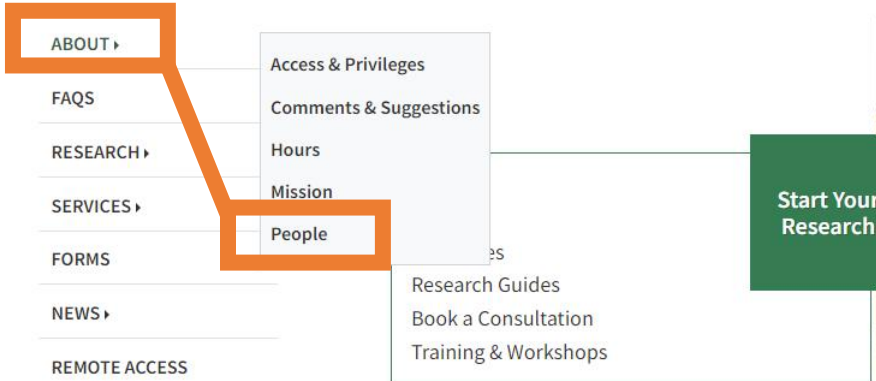 ABOUT
FAQS
RESEARCH
SERVICES
FORMS
NEWS
REMOTE ACCESS
Access & Privileges
Comments & Suggestions
Hours
Mission
People
es
Research Guides
Book a Consultation
Training & Workshops
Start Your
Research